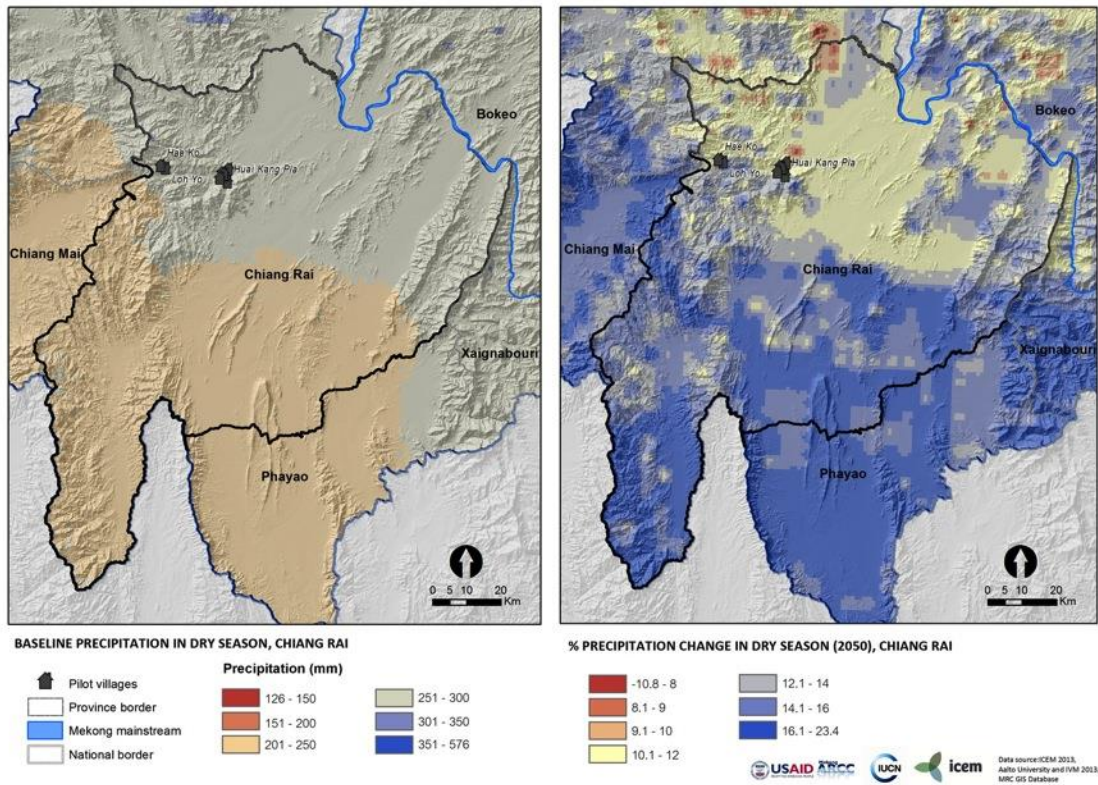 Bokeo
Hae Ko
Loh Yo
Huai Kang Pla
Chiang Mai
Chiang Rai
Xaignabouri
Phayao
0 5 10 20
Km
Bokeo
Hae Ko
Loh Yo
Huai Kang Pla
Chiang Mai
Chiang Rai
Xaignabouri
Phayao
0 5 10 20
Km
BASELINE PRECIPITATION IN DRY SEASON, CHIANG RAI
Pilot villages
Province border
Mekong mainstream
National border
Precipitation (mm)
126 - 150
151 - 200
201 - 250
251 - 300
301 - 350
351 - 576
% PRECIPITATION CHANGE IN DRY SEASON (2050), CHIANG RAI
-10.8 - 8
8.1 - 9
9.1 - 10
10.1 - 12
12.1 - 14
14.1 - 16
16.1 - 23.4
USAID
ARCC
IUCN
icem
Data source:ICEM 2013,
Aalto University and IVM 2013
MRC GIS Database